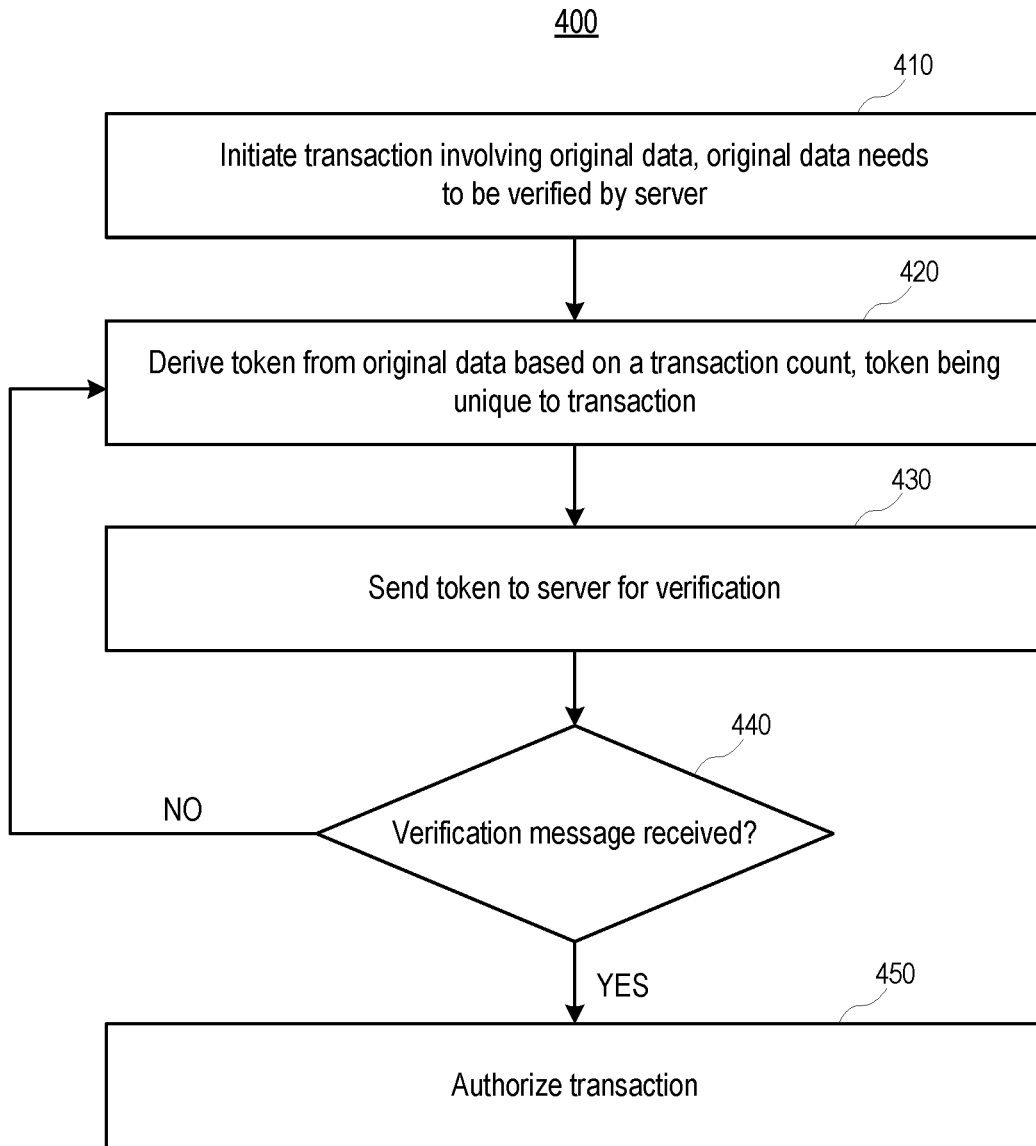 400
410
Initiate transaction involving original data, original data needs
to be verified by server
420
Derive token from original data based on a transaction count, token being
unique to transaction
430
Send token to server for verification
440
Verification message received?
NO
YES
450
Authorize transaction